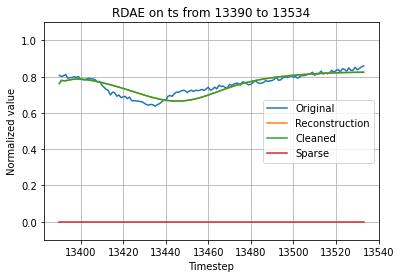 RDAE on ts from 13390 to 13534
Normalized value
1.0
0.8
0.6
0.4
0.2
0.0
Original
Reconstruction
Cleaned
Sparse
13400 13420 13440 13460 13480 13500 13520 13540
Timestep